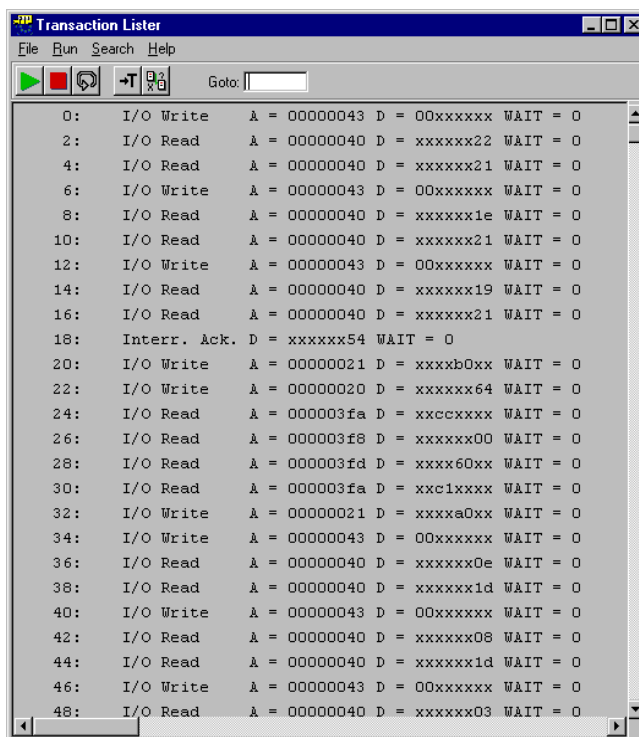 Transaction Lister
File Run Search Help
→T Goto:
0: I/O Write A = 00000043 D = 00xxxxxx WAIT = 0
2: I/O Read A = 00000040 D = xxxxxx22 WAIT = 0
4: I/O Read A = 00000040 D = xxxxxx21 WAIT = 0
6: I/O Write A = 00000043 D = 00xxxxxx WAIT = 0
8: I/O Read A = 00000040 D = xxxxxx1e WAIT = 0
10: I/O Read A = 00000040 D = xxxxxx21 WAIT = 0
12: I/O Write A = 00000043 D = 00xxxxxx WAIT = 0
14: I/O Read A = 00000040 D = xxxxxx19 WAIT = 0
16: I/O Read A = 00000040 D = xxxxxx21 WAIT = 0
18: Interr. Ack. D = xxxxxx54 WAIT = 0
20: I/O Write A = 00000021 D = xxxxb0xx WAIT = 0
22: I/O Write A = 00000020 D = xxxxxx64 WAIT = 0
24: I/O Read A = 000003fa D = xxccxxxx WAIT = 0
26: I/O Read A = 000003f8 D = xxxxxx00 WAIT = 0
28: I/O Read A = 000003fd D = xxxx60xx WAIT = 0
30: I/O Read A = 000003fa D = xxc1xxxx WAIT = 0
32: I/O Write A = 00000021 D = xxxxa0xx WAIT = 0
34: I/O Write A = 00000043 D = 00xxxxxx WAIT = 0
36: I/O Read A = 00000040 D = xxxxxx0e WAIT = 0
38: I/O Read A = 00000040 D = xxxxxx1d WAIT = 0
40: I/O Write A = 00000043 D = 00xxxxxx WAIT = 0
42: I/O Read A = 00000040 D = xxxxxx08 WAIT = 0
44: I/O Read A = 00000040 D = xxxxxx1d WAIT = 0
46: I/O Write A = 00000043 D = 00xxxxxx WAIT = 0
48: I/O Read A = 00000040 D = xxxxxx03 WAIT = 0